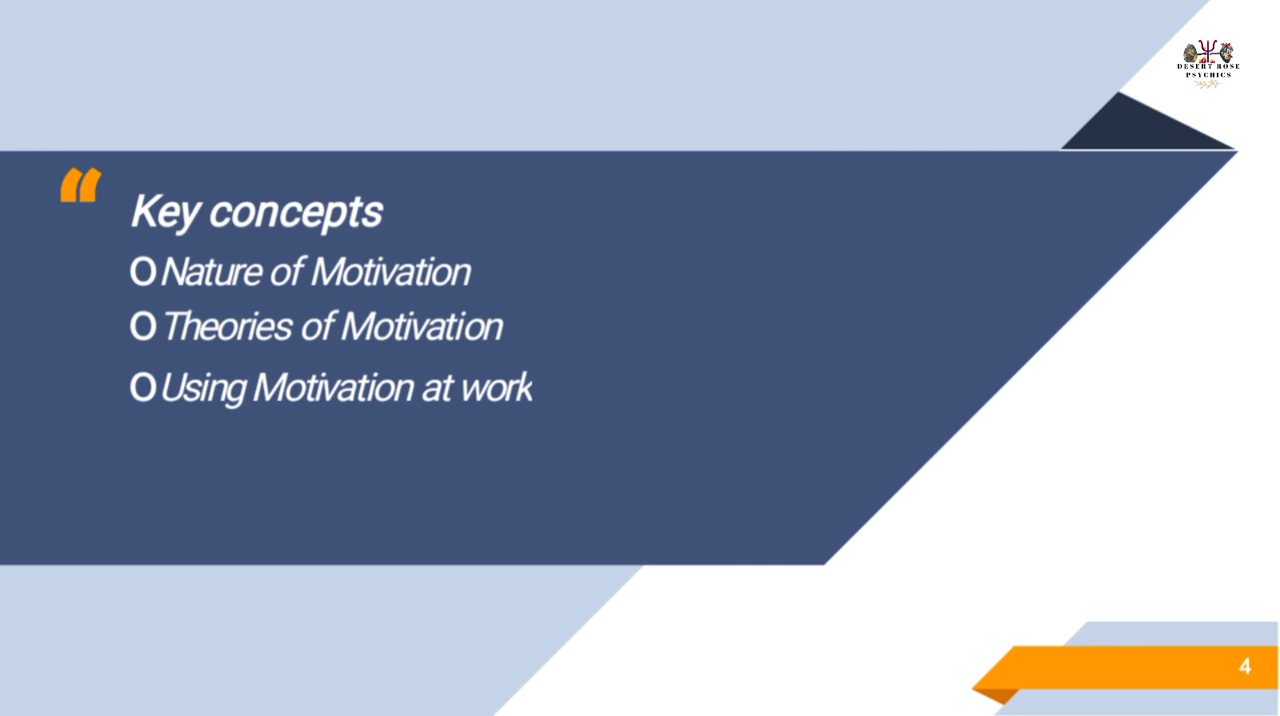 DESERT ROSE
PSYCHICS
“
Key concepts
O Nature of Motivation
O Theories of Motivation
O Using Motivation at work
4